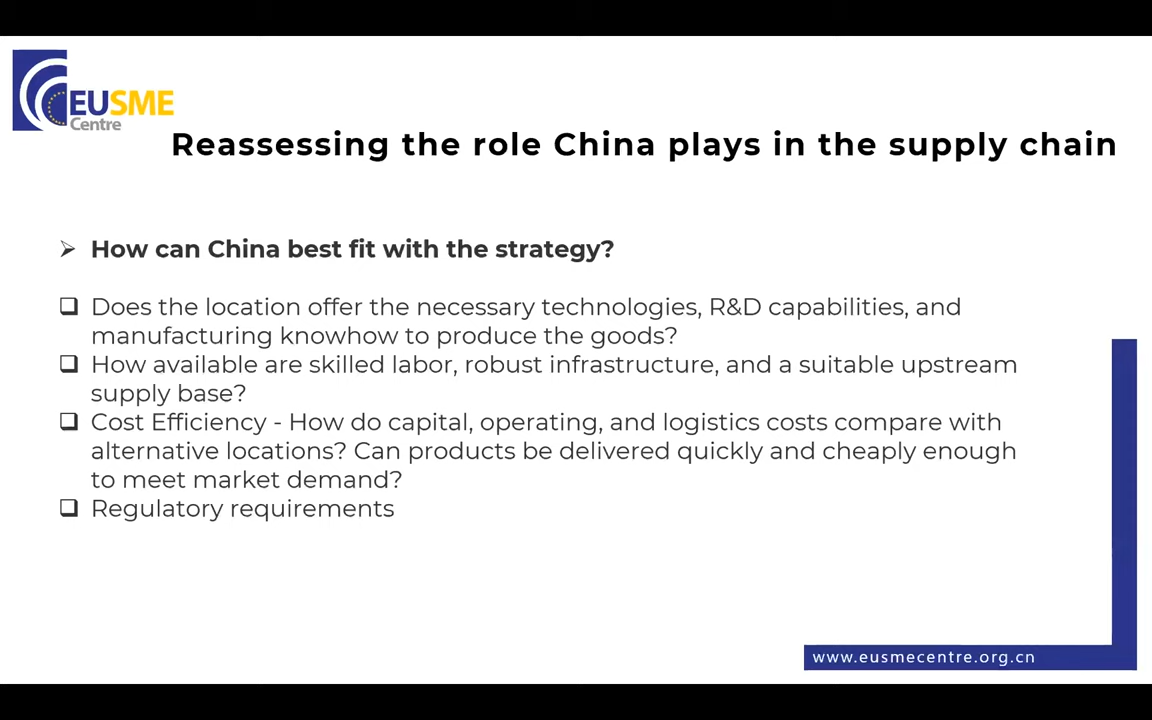 EUSME
Centre
Reassessing the role China plays in the supply chain
➢ How can China best fit with the strategy?
❑ Does the location offer the necessary technologies, R&D capabilities, and
manufacturing knowhow to produce the goods?
❑ How available are skilled labor, robust infrastructure, and a suitable upstream
supply base?
❑ Cost Efficiency - How do capital, operating, and logistics costs compare with
alternative locations? Can products be delivered quickly and cheaply enough
to meet market demand?
❑ Regulatory requirements
www.eusmecentre.org.cn